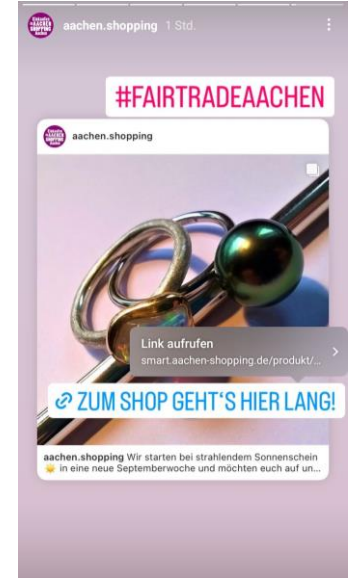 aachen.shopping 1 Std.
#FAIRTRADEAACHEN
aachen.shopping
Link aufrufen
smart.aachen-shopping.de/produkt/...
ZUM SHOP GEHT'S HIER LANG!
aachen.shopping Wir starten bei strahlendem Sonnenschein
☀️ in eine neue Septemberwoche und möchten euch auf un...